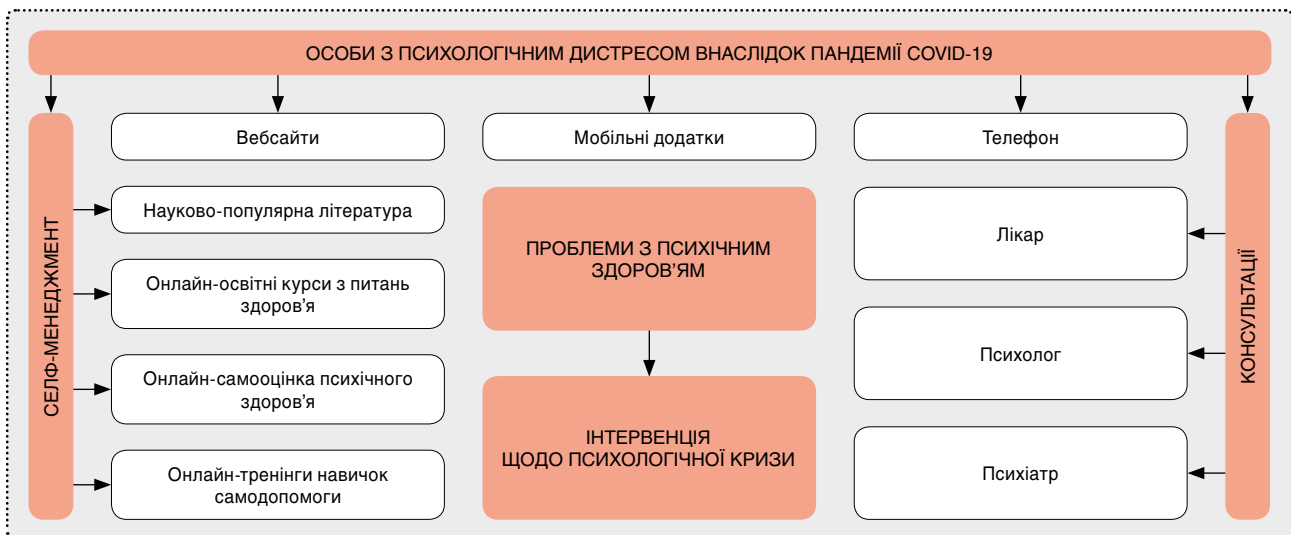 ОСОБИ З ПСИХОЛОГІЧНИМ ДИСТРЕСОМ ВНАСЛІДОК ПАНДЕМІЇ COVID-19
СЕЛФ-МЕНЕДЖМЕНТ
Вебсайти
Науково-популярна література
Онлайн-освітні курси з питань
здоров’я
Онлайн-самооцінка психічного
здоров’я
Онлайн-тренінги навичок
самодопомоги
Мобільні додатки
ПРОБЛЕМИ З ПСИХІЧНИМ
ЗДОРОВ’ЯМ
ІНТЕРВЕНЦІЯ
ЩОДО ПСИХОЛОГІЧНОЇ КРИЗИ
Телефон
Лікар
Психолог
Психіатр
КОНСУЛЬТАЦІЇ